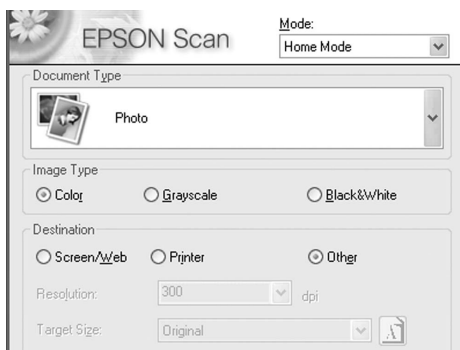 EPSON Scan
Mode:
Home Mode
Document Type
Photo
Image Type
Color Grayscale Black&White
Destination
Screen/Web Printer Other
Resolution: 300 dpi
Target Size: Original